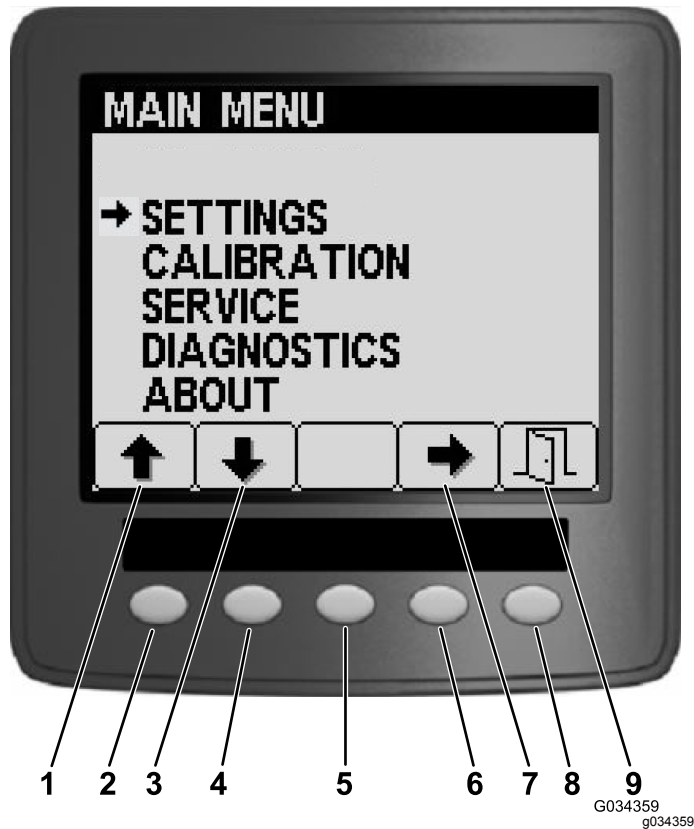 MAIN MENU
SETTINGS
CALIBRATION
SERVICE
DIAGNOSTICS
ABOUT
1 2 3 4 5 6 7 8 9
G034359
g034359